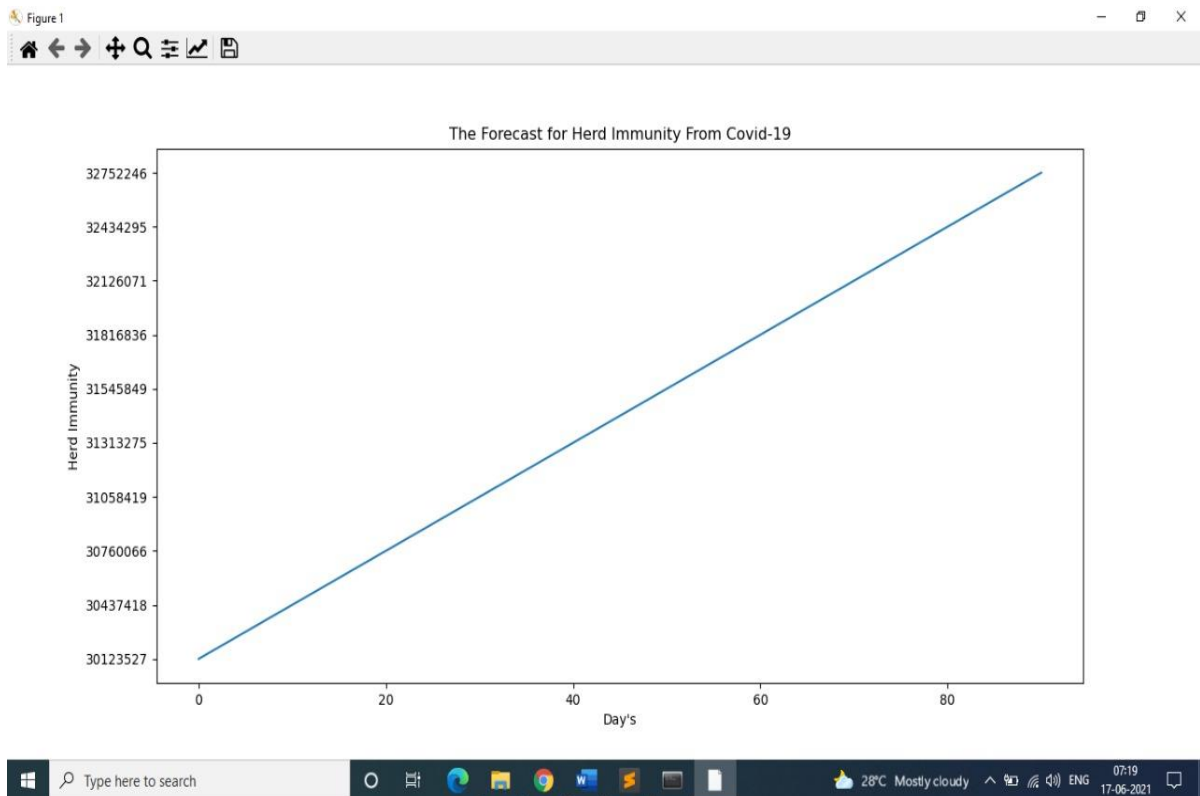 Figure 1
The Forecast for Herd Immunity From Covid-19
32752246
32434295
32126071
31816836
31545849
31313275
31058419
30760066
30437418
30123527
Herd Immunity
0 20 40 60 80
Day's
Type here to search
28°C Mostly cloudy
ENG
07:19
17-06-2021